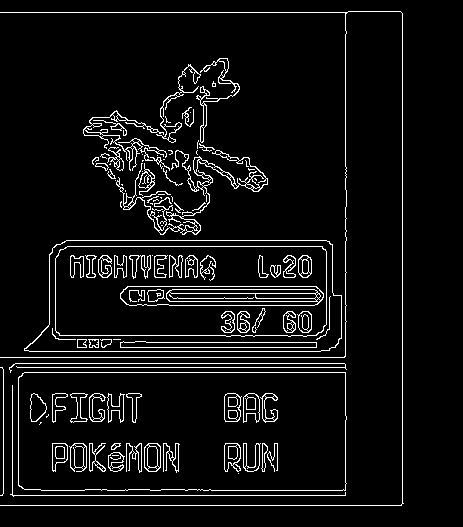 MIGHTYENA♂ Lv20
HP
36/ 60
EXP
FIGHT BAG
POKéMON RUN